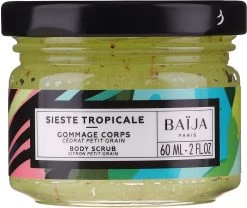 SIESTE TROPICALE
GOMMAGE CORPS
CÉDRAT PETIT GRAIN
BODY SCRUB
CITRON PETIT GRAIN
BAÏJA
PARIS
60 ML - 2 FL.OZ